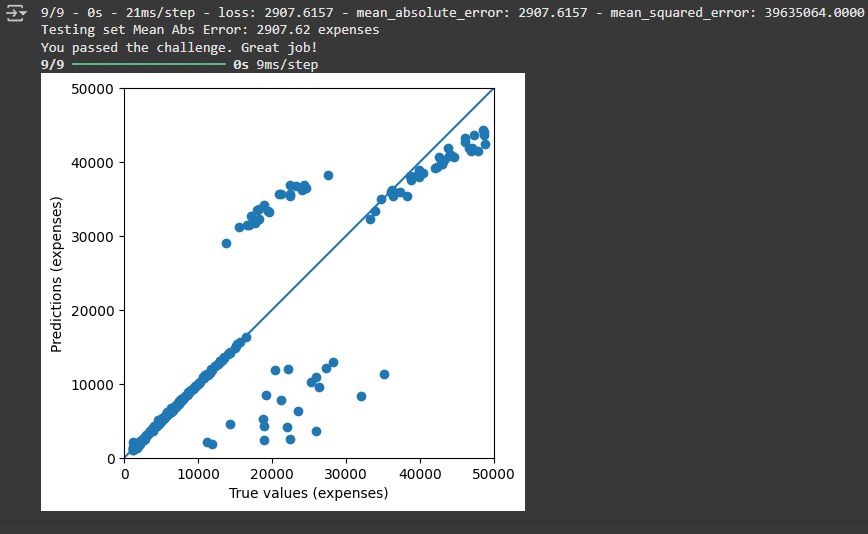 9/9 - 0s - 21ms/step - loss: 2907.6157 - mean_absolute_error: 2907.6157 - mean_squared_error: 39635064.0000
Testing set Mean Abs Error: 2907.62 expenses
You passed the challenge. Great job!
9/9 ━━━━━━━━━━━━━━━━━━━━ 0s 9ms/step
50000
40000
30000
20000
10000
0
Predictions (expenses)
0 10000 20000 30000 40000 50000
True values (expenses)